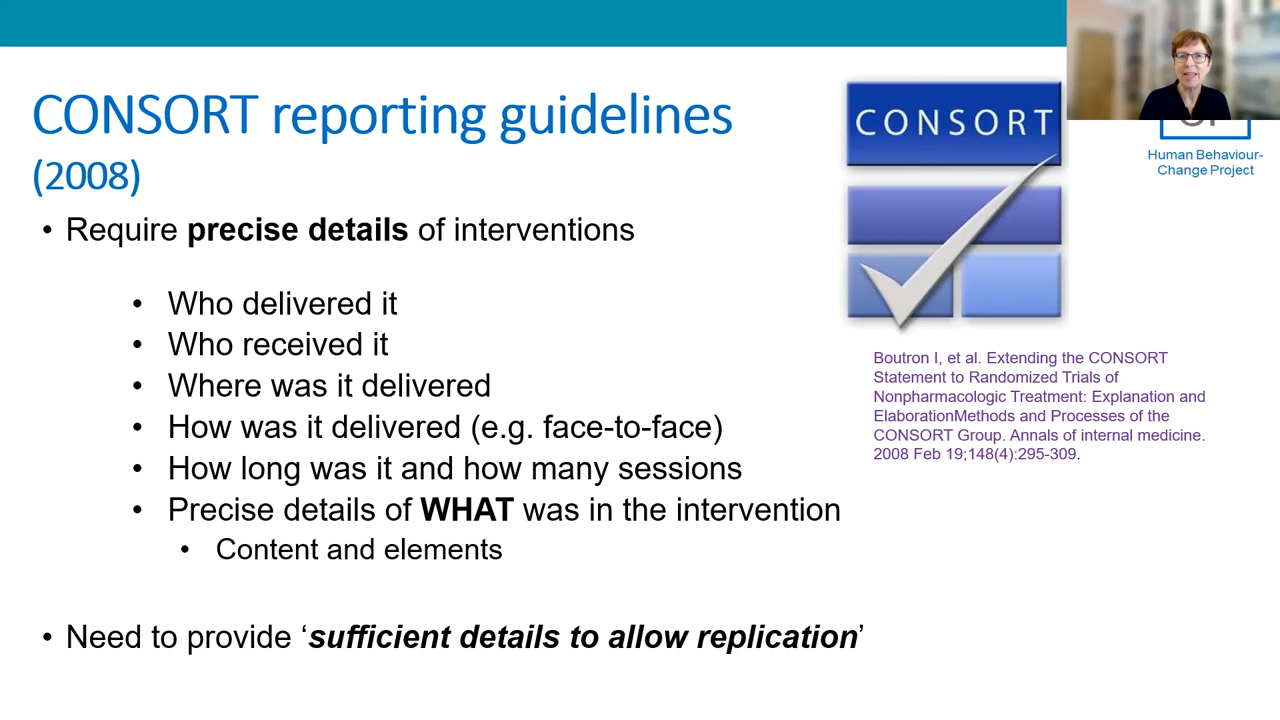 CONSORT reporting guidelines
(2008)
• Require precise details of interventions
• Who delivered it
• Who received it
• Where was it delivered
• How was it delivered (e.g. face-to-face)
• How long was it and how many sessions
• Precise details of WHAT was in the intervention
• Content and elements
• Need to provide ‘sufficient details to allow replication’
CONSORT
Boutron I, et al. Extending the CONSORT
Statement to Randomized Trials of
Nonpharmacologic Treatment: Explanation and
ElaborationMethods and Processes of the
CONSORT Group. Annals of internal medicine.
2008 Feb 19;148(4):295-309.
Human Behaviour-
Change Project